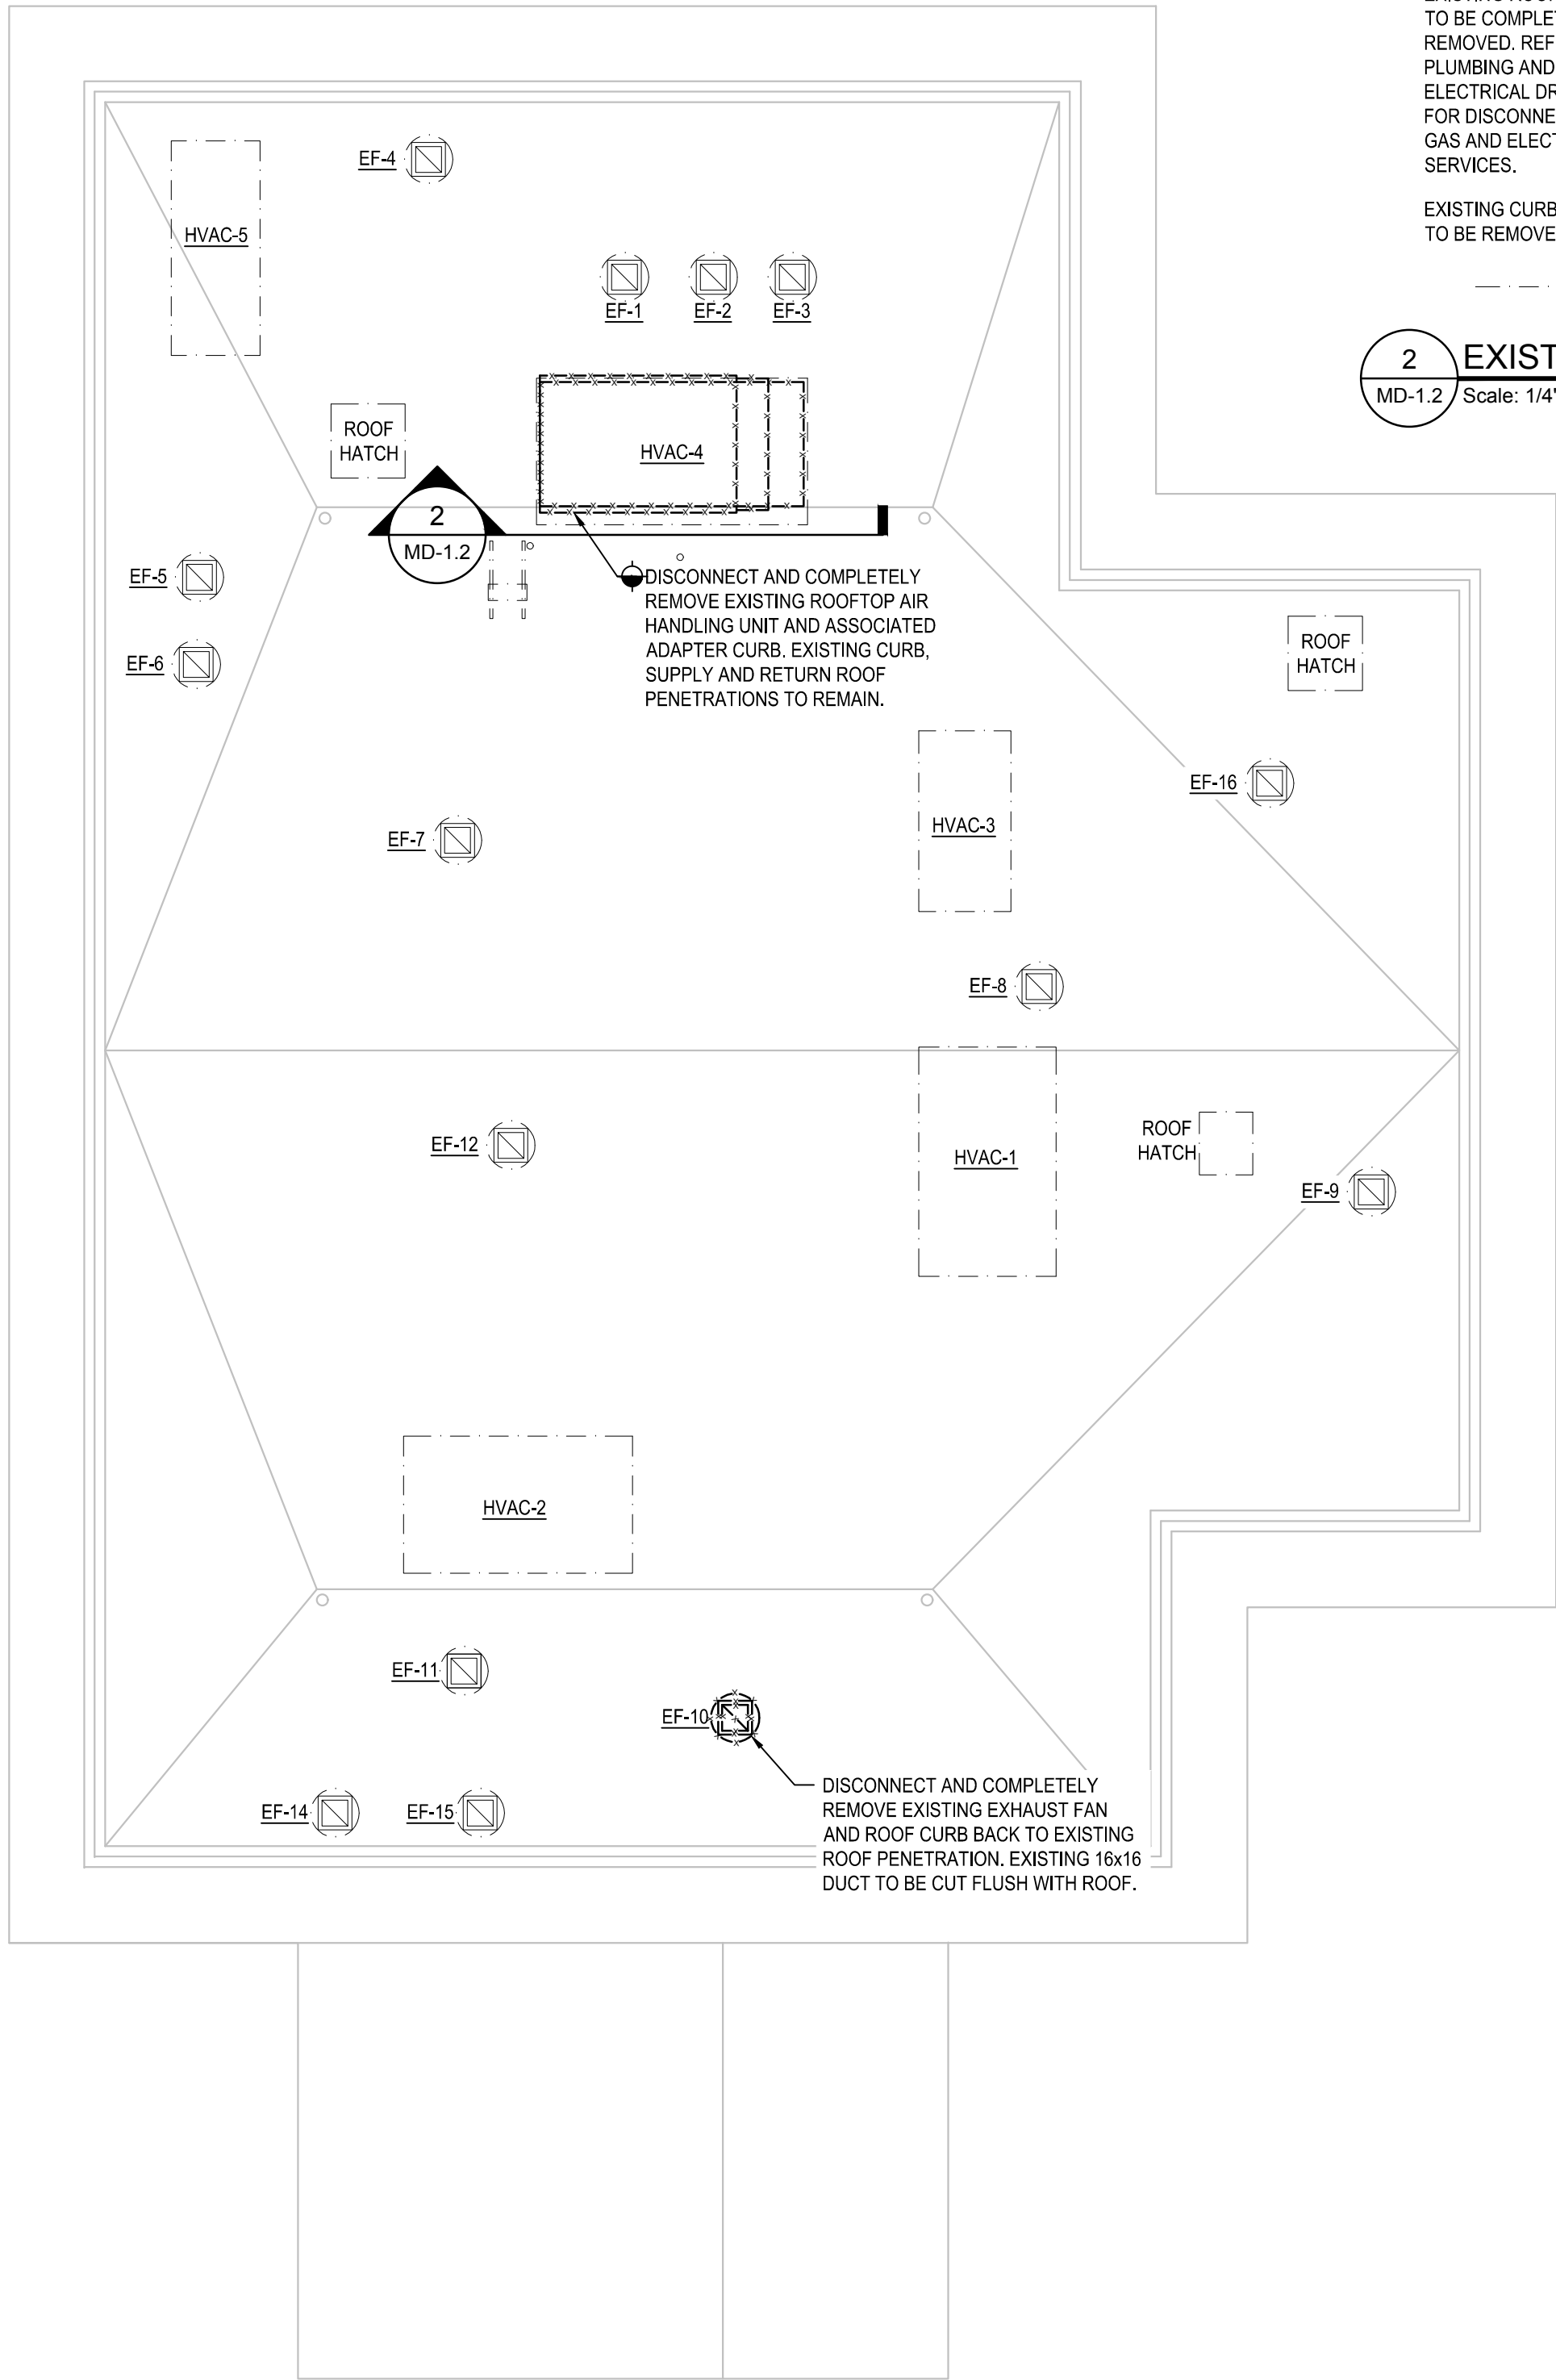 TO BE
REMOVED. REF
PLUMBING AND
ELECTRICAL
FOR
GAS AND
SERVICES.
EXISTING CURB
TO BE
2
MD-1.2
EXIST
Scale: 1/4"
EF-4
HVAC-5
EF-1
EF-2
EF-3
ROOF
HATCH
HVAC-4
2
MD-1.2
DISCONNECT AND COMPLETELY
REMOVE EXISTING ROOFTOP AIR
HANDLING UNIT AND ASSOCIATED
ADAPTER CURB. EXISTING CURB,
SUPPLY AND RETURN ROOF
PENETRATIONS TO REMAIN.
EF-5
EF-6
ROOF
HATCH
EF-16
HVAC-3
EF-7
EF-8
EF-12
HVAC-1
ROOF
HATCH
EF-9
HVAC-2
EF-11
EF-10
EF-14
EF-15
DISCONNECT AND COMPLETELY
REMOVE EXISTING EXHAUST FAN
AND ROOF CURB BACK TO EXISTING
ROOF PENETRATION. EXISTING 16x16
DUCT TO BE CUT FLUSH WITH ROOF.